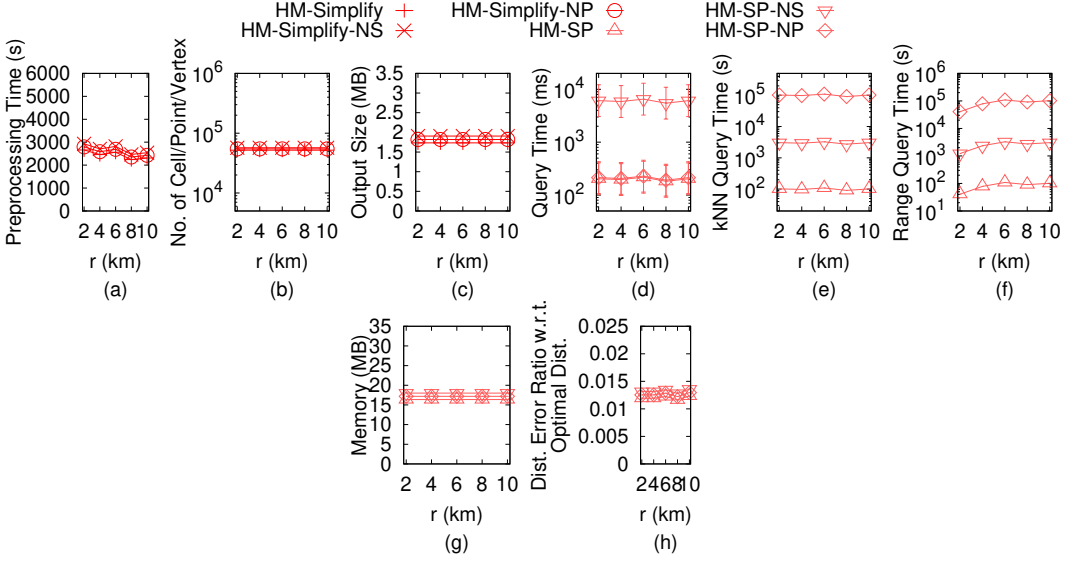 HM-Simplify
HM-Simplify-NS
HM-Simplify-NP
HM-SP
HM-SP-NS
HM-SP-NP
Preprocessing Time (s)
6000
5000
4000
3000
2000
1000
0
2 4 6 8 10
r (km)
(a)
No. of Cell/Point/Vertex
10^6
10^5
10^4
2 4 6 8 10
r (km)
(b)
Output Size (MB)
3.5
3
2.5
2
1.5
1
0.5
0
2 4 6 8 10
r (km)
(c)
Query Time (ms)
10^4
10^3
10^2
2 4 6 8 10
r (km)
(d)
kNN Query Time (s)
10^5
10^4
10^3
10^2
2 4 6 8 10
r (km)
(e)
Range Query Time (s)
10^6
10^5
10^4
10^3
10^2
10^1
2 4 6 8 10
r (km)
(f)
Memory (MB)
35
30
25
20
15
10
5
0
2 4 6 8 10
r (km)
(g)
Dist. Error Ratio w.r.t.
Optimal Dist.
0.025
0.02
0.015
0.01
0.005
0
2 4 6 8 10
r (km)
(h)